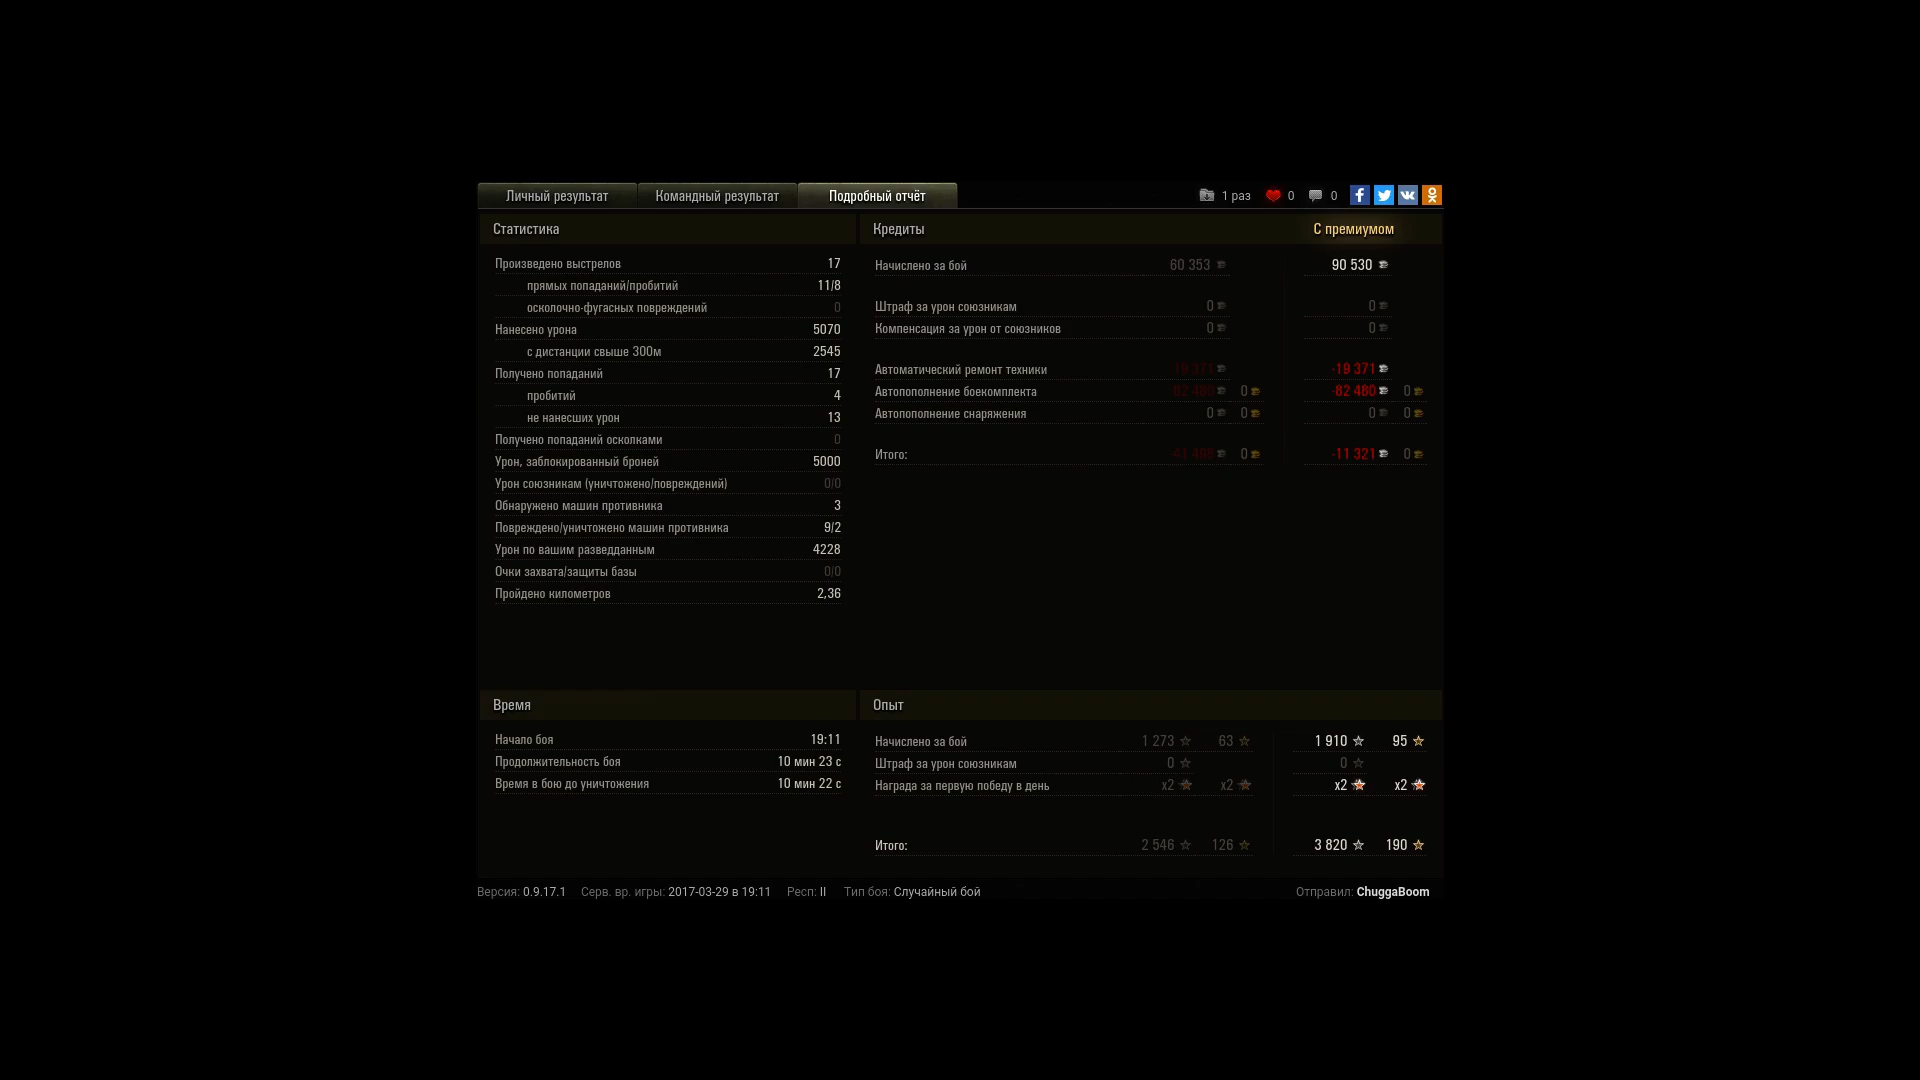 Личный результат Командный результат Подробный отчёт 1 раз 0 0
Статистика
Произведено выстрелов 17
прямых попаданий/пробитий 11/8
осколочно-фугасных повреждений 0
Нанесено урона 5070
с дистанции свыше 300м 2545
Получено попаданий 17
пробитий 4
не нанесших урон 13
Получено попаданий осколками 0
Урон, заблокированный броней 5000
Урон союзникам (уничтожено/повреждений) 0/0
Обнаружено машин противника 3
Повреждено/уничтожено машин противника 9/2
Урон по вашим разведданным 4228
Очки захвата/защиты базы 0/0
Пройдено километров 2,36
Кредиты С премиумом
Начислено за бой 60 353 90 530
Штраф за урон союзникам 0 0
Компенсация за урон от союзников 0 0
Автоматический ремонт техники -19 371 -19 371
Автопополнение боекомплекта -82 480 0 -82 480 0
Автопополнение снаряжения 0 0 0 0
Итого: -41 498 0 -11 321 0
Время
Начало боя 19:11
Продолжительность боя 10 мин 23 с
Время в бою до уничтожения 10 мин 22 с
Опыт
Начислено за бой 1 273 63 1 910 95
Штраф за урон союзникам 0 0
Награда за первую победу в день x2 x2 x2 x2
Итого: 2 546 126 3 820 190
Версия: 0.9.17.1 Серв. вр. игры: 2017-03-29 в 19:11 Респ: II Тип боя: Случайный бой Отправил: ChuggaBoom